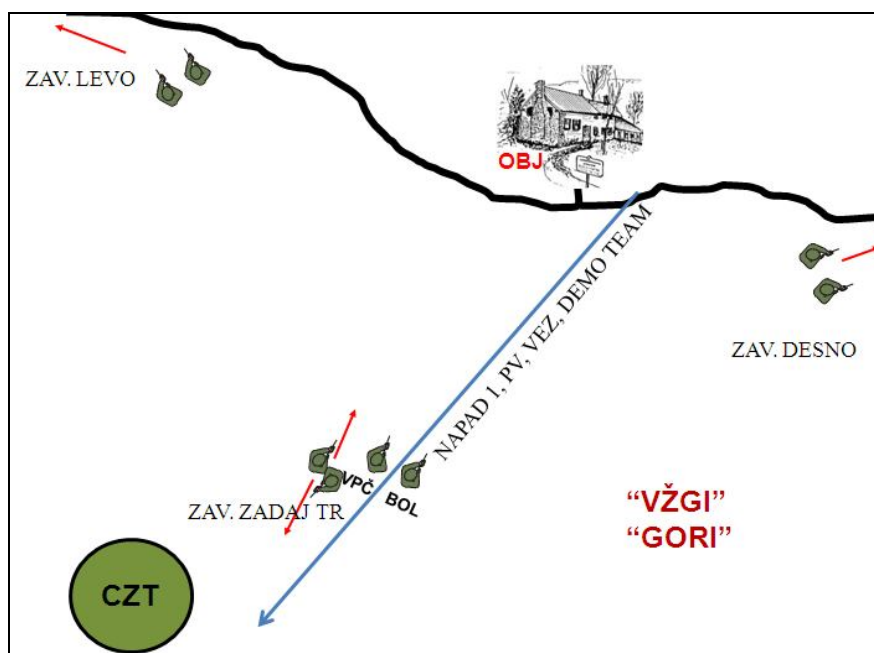 ZAV. LEVO
OBJ
NAPAD 1, PV, VEZ, DEMO TEAM
ZAV. DESNO
VPČ
BOL
ZAV. ZADAJ TR
“VŽGI”
“GORI”
CZT